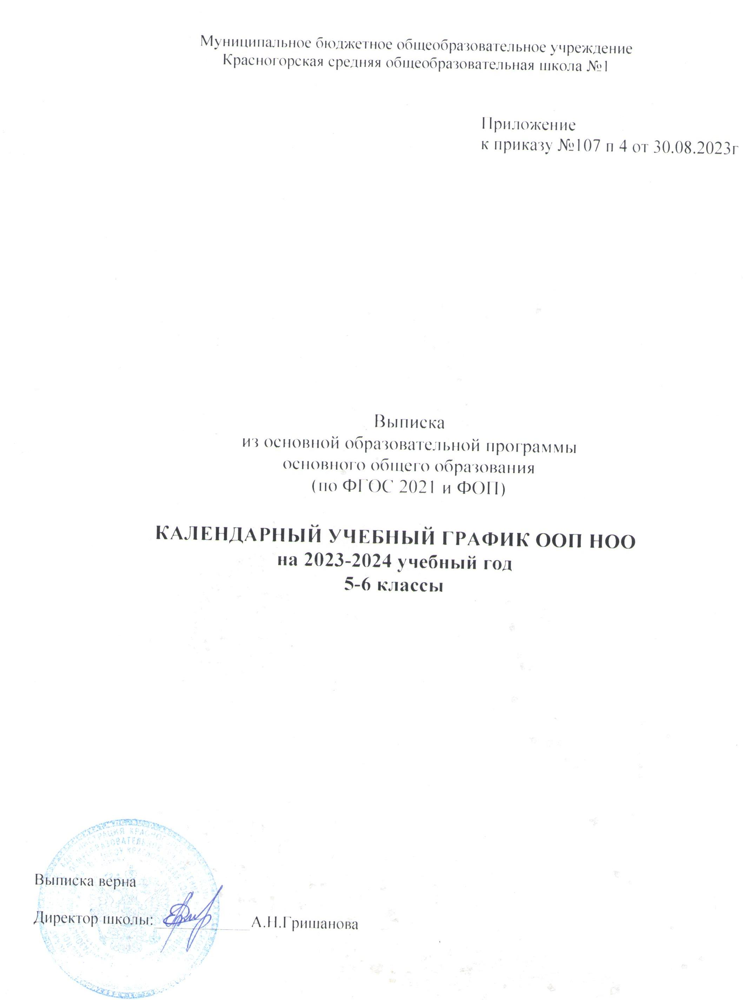 Муниципальное бюджетное общеобразовательное учреждение
Красногорская средняя общеобразовательная школа №1
Приложение
к приказу №107 п 4 от 30.08.2023г
Выписка
из основной образовательной программы
основного общего образования
(по ФГОС 2021 и ФОП)
КАЛЕНДАРНЫЙ УЧЕБНЫЙ ГРАФИК ООП НОО
на 2023-2024 учебный год
5-6 классы
Выписка верна
Директор школы: А.Н.Гришанова